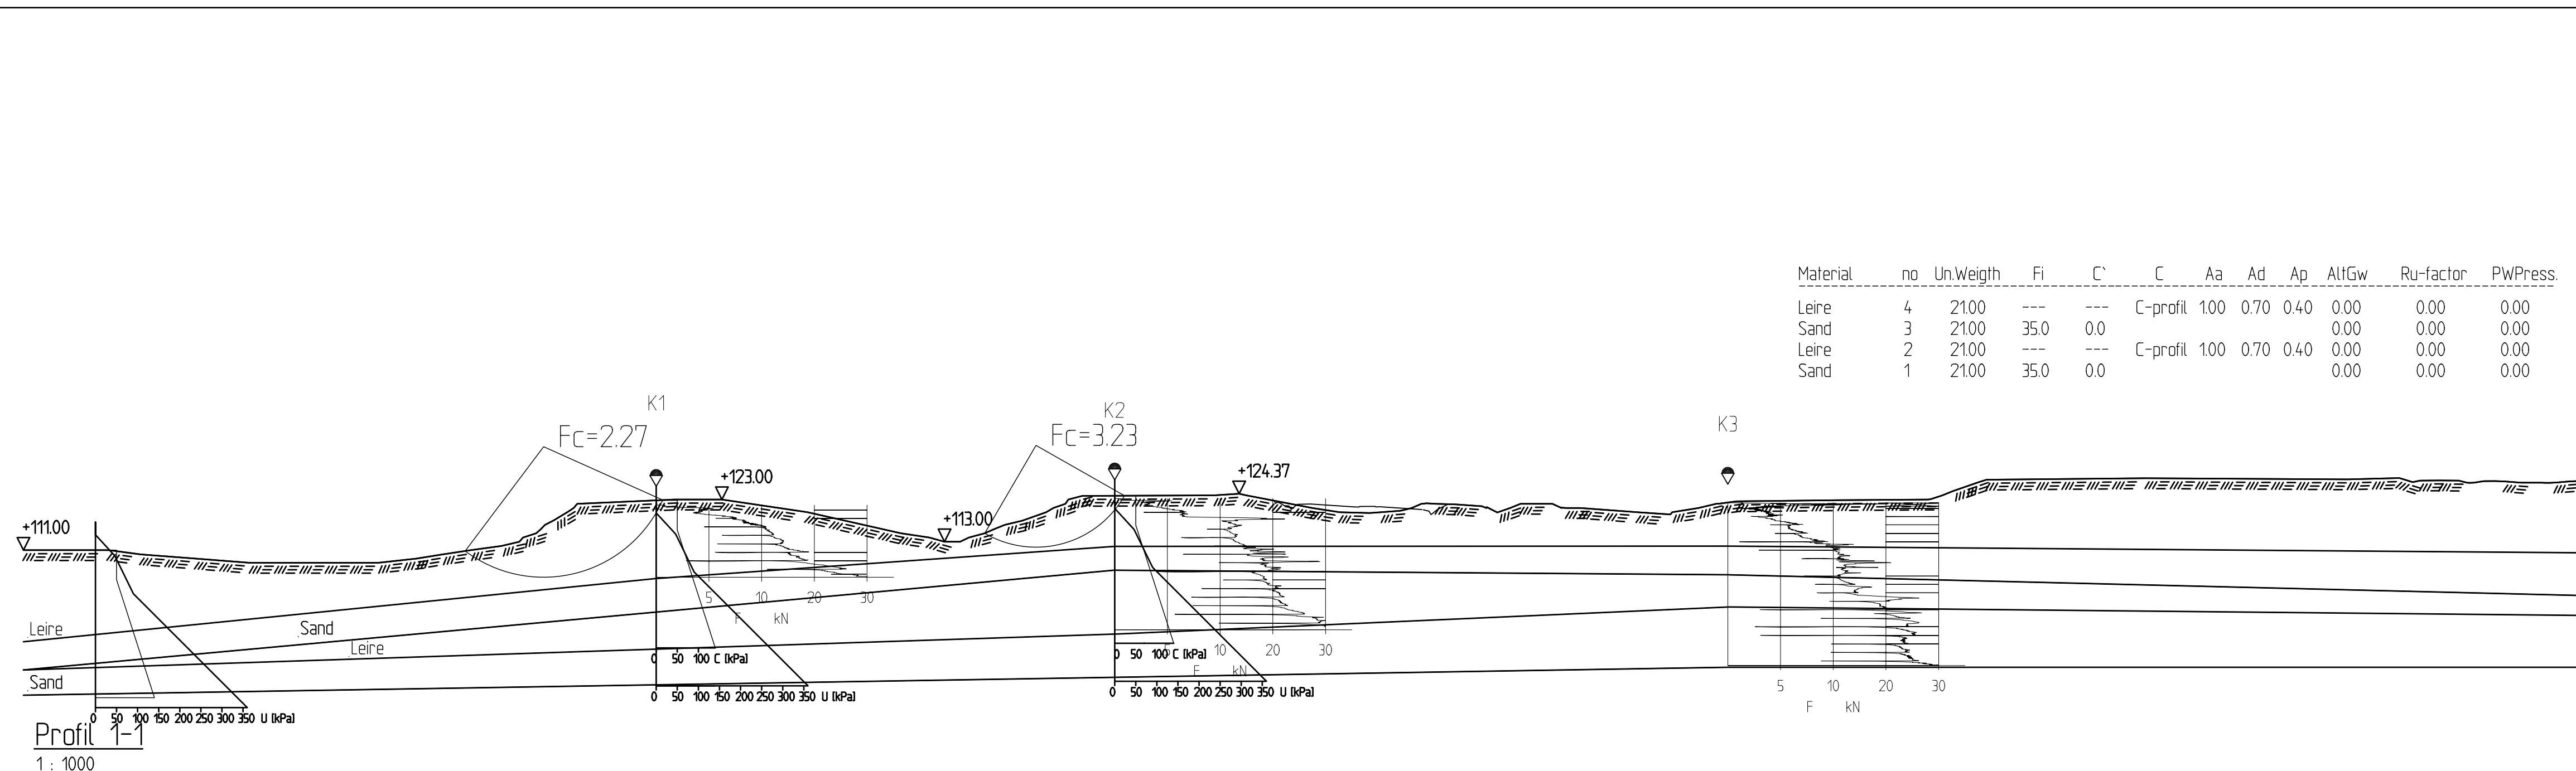 Material no Un.Weigth Fi C` C Aa Ad Ap AltGw Ru-factor PWPress.
Leire 4 21.00 --- --- C-profil 1.00 0.70 0.40 0.00 0.00 0.00
Sand 3 21.00 35.0 0.0 0.00 0.00 0.00
Leire 2 21.00 --- --- C-profil 1.00 0.70 0.40 0.00 0.00 0.00
Sand 1 21.00 35.0 0.0 0.00 0.00 0.00
K1
K2
K3
Fc=2.27
Fc=3.23
+123.00
+124.37
+111.00
+113.00
5 10 20 30
F kN
Leire
Sand
Leire
Sand
0 50 100 C [kPa]
0 50 100 C [kPa]
10 20 30
F kN
0 50 100 150 200 250 300 350 U [kPa]
0 50 100 150 200 250 300 350 U [kPa]
5 10 20 30
F kN
0 50 100 150 200 250 300 350 U [kPa]
Profil 1-1
1 : 1000